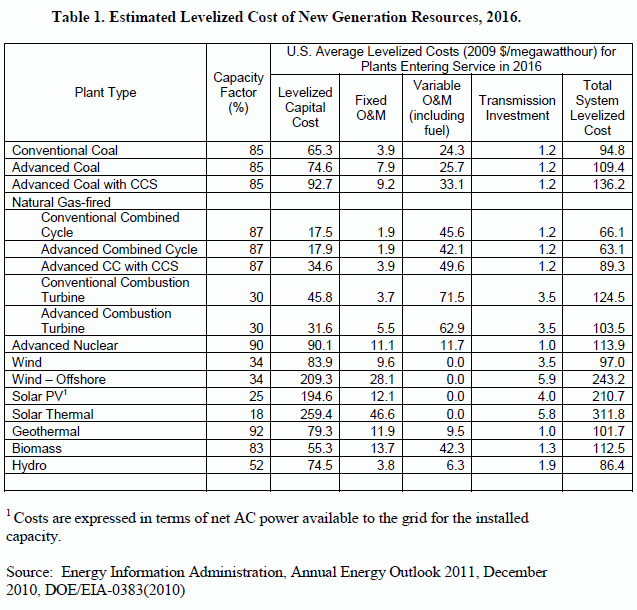 Table 1. Estimated Levelized Cost of New Generation Resources, 2016.
Plant Type
Capacity
Factor
(%)
U.S. Average Levelized Costs (2009 $/megawatthour) for
Plants Entering Service in 2016
Levelized
Capital
Cost
Fixed
O&M
Variable
O&M
(including
fuel)
Transmission
Investment
Total
System
Levelized
Cost
Conventional Coal 85 65.3 3.9 24.3 1.2 94.8
Advanced Coal 85 74.6 7.9 25.7 1.2 109.4
Advanced Coal with CCS 85 92.7 9.2 33.1 1.2 136.2
Natural Gas-fired
Conventional Combined
Cycle 87 17.5 1.9 45.6 1.2 66.1
Advanced Combined Cycle 87 17.9 1.9 42.1 1.2 63.1
Advanced CC with CCS 87 34.6 3.9 49.6 1.2 89.3
Conventional Combustion
Turbine 30 45.8 3.7 71.5 3.5 124.5
Advanced Combustion
Turbine 30 31.6 5.5 62.9 3.5 103.5
Advanced Nuclear 90 90.1 11.1 11.7 1.0 113.9
Wind 34 83.9 9.6 0.0 3.5 97.0
Wind – Offshore 34 209.3 28.1 0.0 5.9 243.2
Solar PV1 25 194.6 12.1 0.0 4.0 210.7
Solar Thermal 18 259.4 46.6 0.0 5.8 311.8
Geothermal 92 79.3 11.9 9.5 1.0 101.7
Biomass 83 55.3 13.7 42.3 1.3 112.5
Hydro 52 74.5 3.8 6.3 1.9 86.4
1 Costs are expressed in terms of net AC power available to the grid for the installed
capacity.
Source: Energy Information Administration, Annual Energy Outlook 2011, December
2010, DOE/EIA-0383(2010)